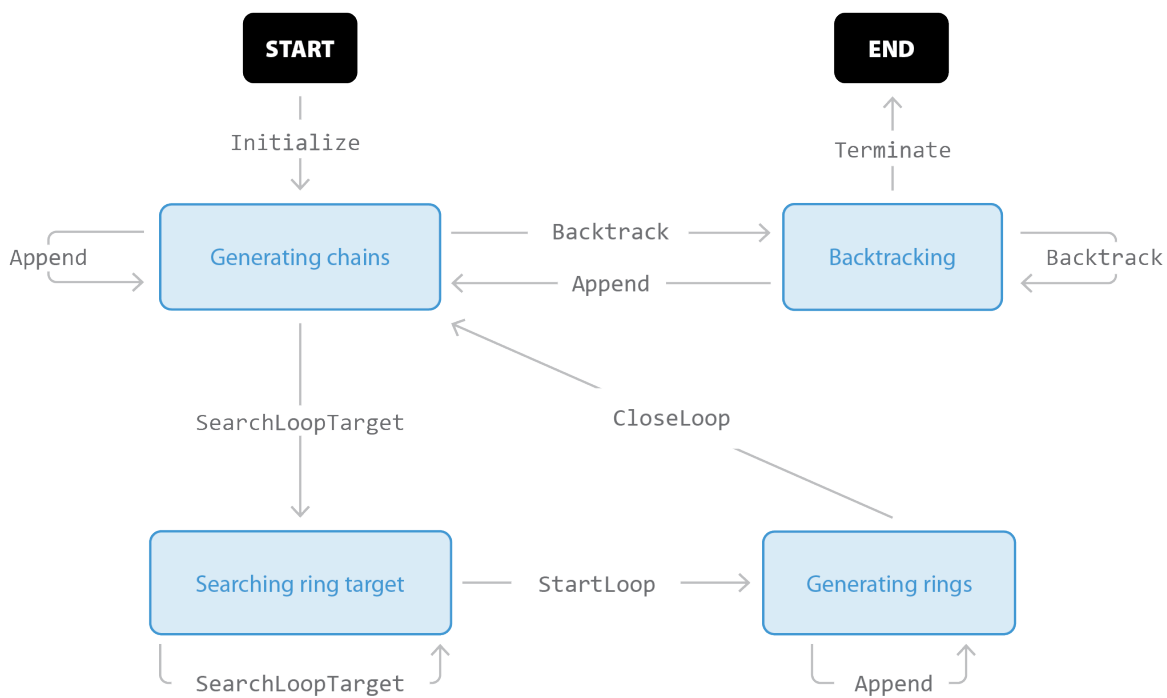 START
END
Initialize
Terminate
Append
Generating chains
Backtrack
Append
Backtracking
Backtrack
SearchLoopTarget
CloseLoop
Searching ring target
StartLoop
Generating rings
SearchLoopTarget
Append